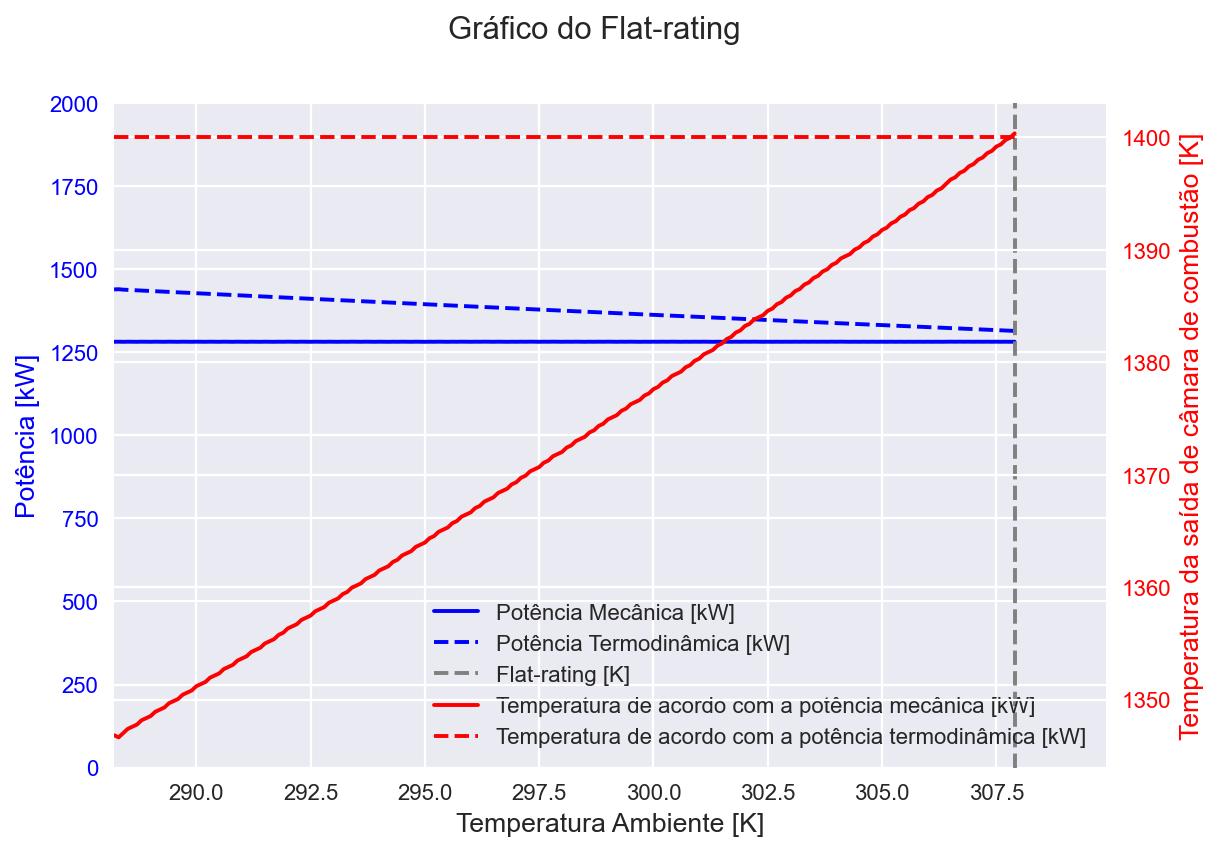 Gráfico do Flat-rating
2000
1750
1500
1250
1000
750
500
250
0
Potência [kW]
1400
1390
1380
1370
1360
1350
Temperatura da saída de câmara de combustão [K]
Potência Mecânica [kW]
Potência Termodinâmica [kW]
Flat-rating [K]
Temperatura de acordo com a potência mecânica [kW]
Temperatura de acordo com a potência termodinâmica [kW]
290.0 292.5 295.0 297.5 300.0 302.5 305.0 307.5
Temperatura Ambiente [K]